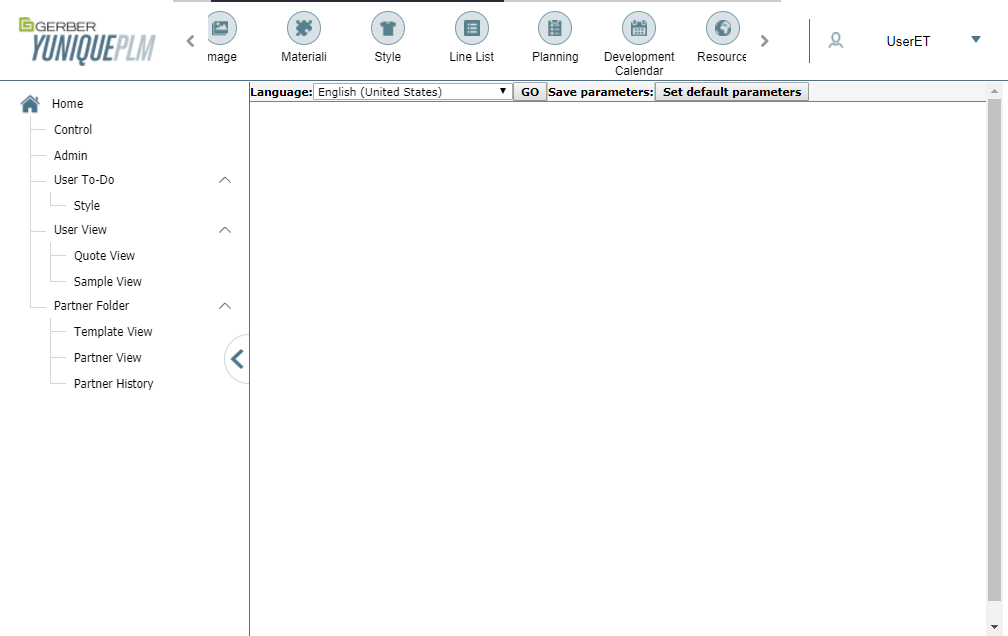 GERBER
YUNIQUEPLM
mage
Materiali
Style
Line List
Planning
Development
Calendar
Resource
UserET
Language: English (United States) GO Save parameters: Set default parameters
Home
Control
Admin
User To-Do
Style
User View
Quote View
Sample View
Partner Folder
Template View
Partner View
Partner History